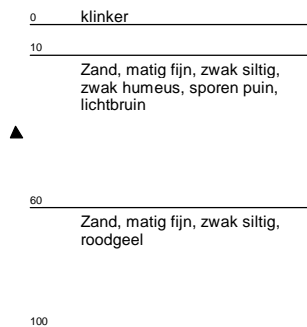 0 klinker
10
Zand, matig fijn, zwak siltig,
zwak humeus, sporen puin,
lichtbruin
60
Zand, matig fijn, zwak siltig,
roodgeel
100